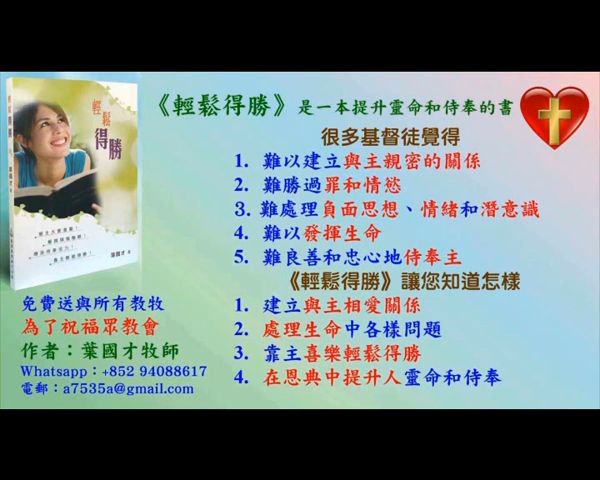 《輕鬆得勝》是一本提升靈命和侍奉的書
很多基督徒覺得
1. 難以建立與主親密的關係
2. 難勝過罪和情慾
3. 難處理負面思想、情緒和潛意識
4. 難以發揮生命
5. 難良善和忠心地侍奉主
《輕鬆得勝》讓您知道怎樣
1. 建立與主相愛關係
2. 處理生命中各樣問題
3. 靠主喜樂輕鬆得勝
4. 在恩典中提升人靈命和侍奉
輕鬆
得勝
輕鬆得勝
葉國才 著
免費送與所有教牧
為了祝福眾教會
作者：葉國才牧師
Whatsapp：+852 94088617
電郵：a7535a@gmail.com